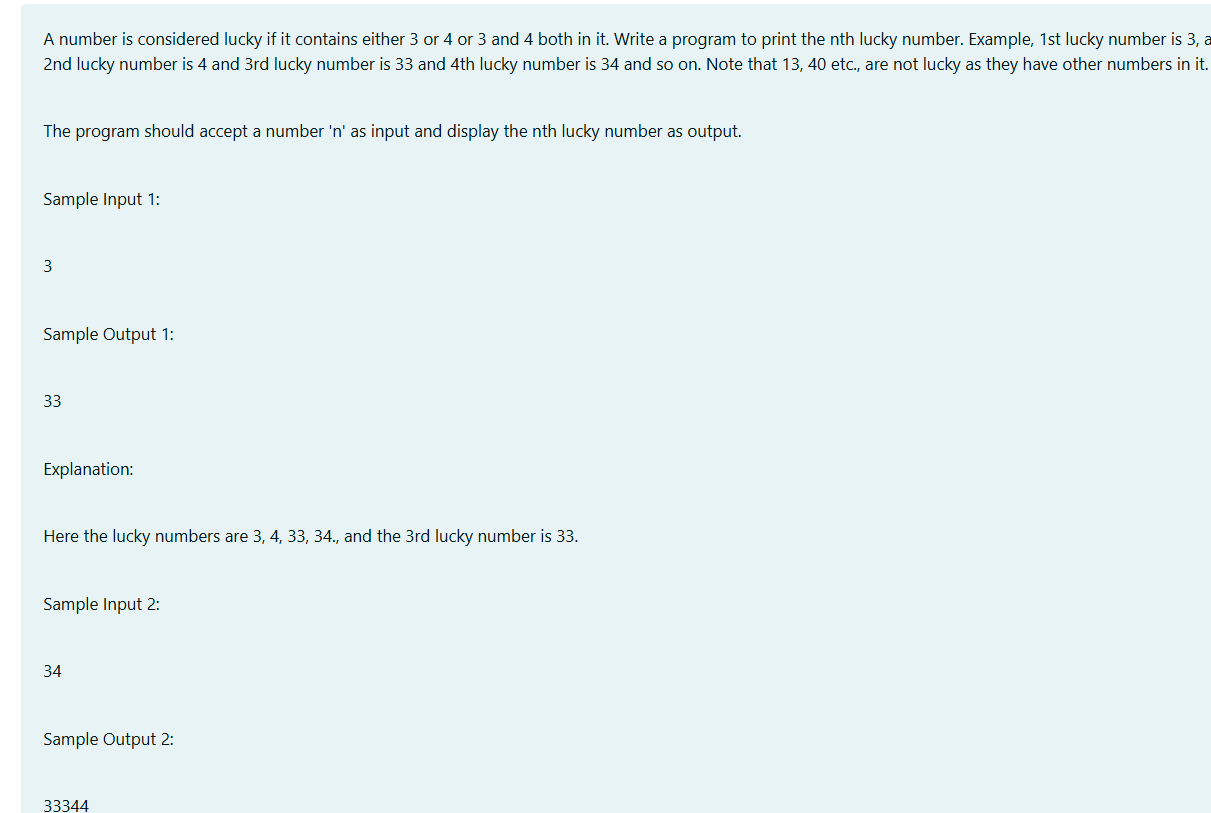 A number is considered lucky if it contains either 3 or 4 or 3 and 4 both in it. Write a program to print the nth lucky number. Example, 1st lucky number is 3, a
2nd lucky number is 4 and 3rd lucky number is 33 and 4th lucky number is 34 and so on. Note that 13, 40 etc., are not lucky as they have other numbers in it.
The program should accept a number 'n' as input and display the nth lucky number as output.
Sample Input 1:
3
Sample Output 1:
33
Explanation:
Here the lucky numbers are 3, 4, 33, 34., and the 3rd lucky number is 33.
Sample Input 2:
34
Sample Output 2:
33344